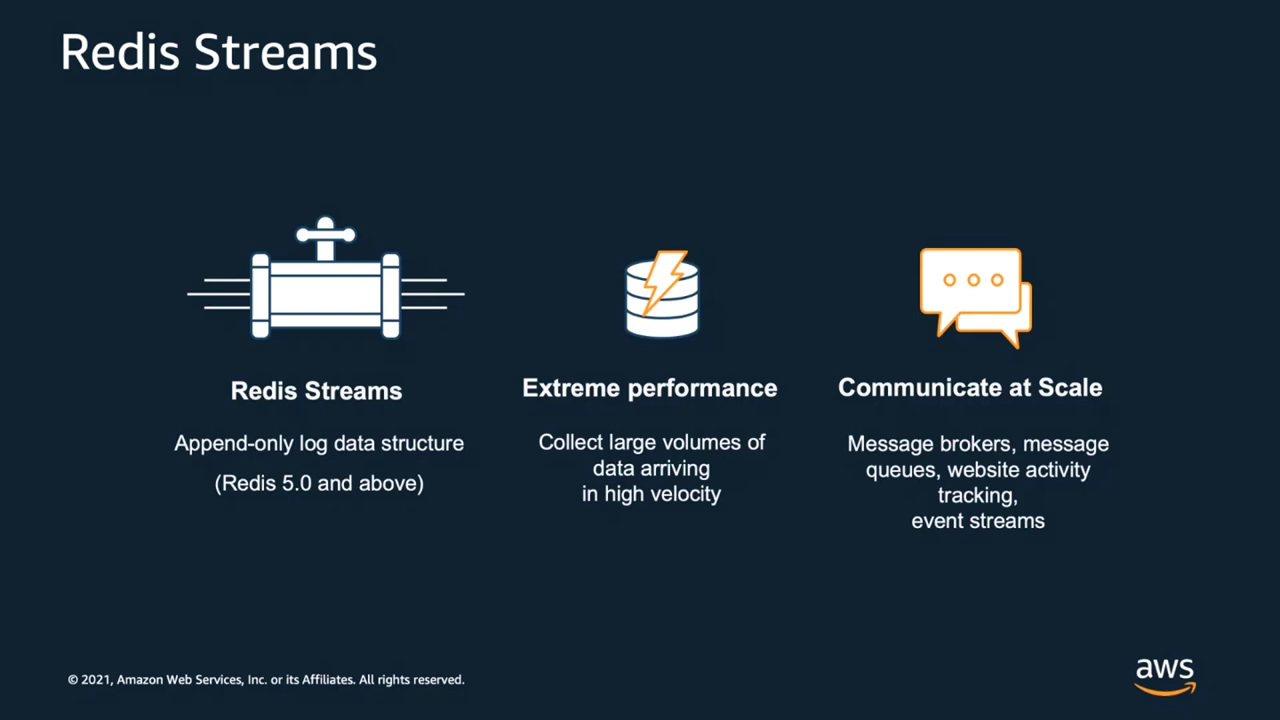 Redis Streams
Redis Streams
Append-only log data structure
(Redis 5.0 and above)
Extreme performance
Collect large volumes of
data arriving
in high velocity
Communicate at Scale
Message brokers, message
queues, website activity
tracking,
event streams
© 2021, Amazon Web Services, Inc. or its Affiliates. All rights reserved.
aws